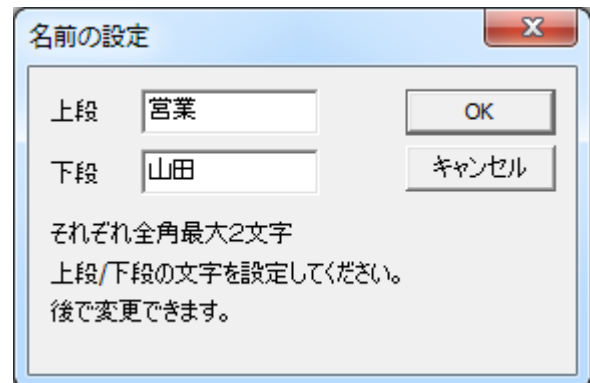 名前の設定
上段 営業 OK
下段 山田 キャンセル
それぞれ全角最大2文字
上段/下段の文字を設定してください。
後で変更できます。